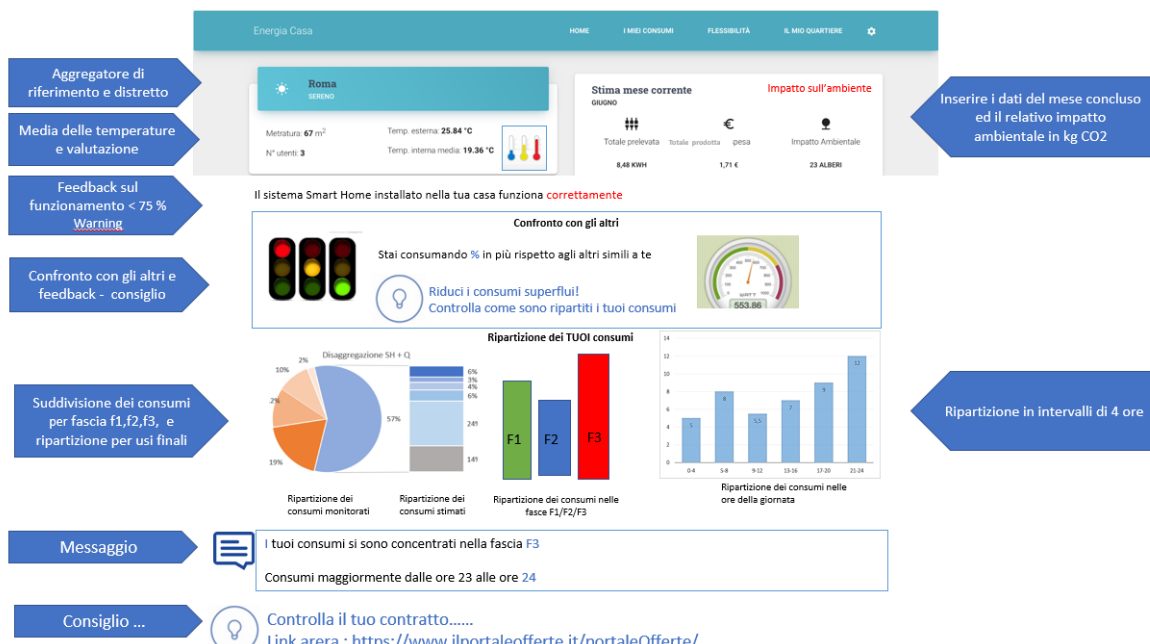 Energia Casa
HOME
I MIEI CONSUMI
FLESSIBILITÀ
IL MIO QUARTIERE
Aggregatore di
riferimento e distretto
Roma
SERENO
Stima mese corrente
GIUGNO
Impatto sull'ambiente
Inserire i dati del mese concluso
ed il relativo impatto
ambientale in kg CO2
Media delle temperature
e valutazione
Metratura: 67 m²
Temp. esterna: 25.84 °C
N° utenti: 3
Temp. interna media: 19.36 °C
€
Totale prelevata
Totale prodotta
pesa
Impatto Ambientale
8,48 KWH
1,71 €
23 ALBERI
Feedback sul
funzionamento < 75 %
Warning
Il sistema Smart Home installato nella tua casa funziona correttamente
Confronto con gli altri e
feedback - consiglio
Confronto con gli altri
Stai consumando % in più rispetto agli altri simili a te
Riduci i consumi superflui!
Controlla come sono ripartiti i tuoi consumi
WATT
553.86
Suddivisione dei consumi
per fascia f1,f2,f3, e
ripartizione per usi finali
Ripartizione dei TUOI consumi
Disaggregazione SH + Q
2%
10%
2%
19%
57%
6%
3%
4%
6%
24%
14%
F1
F2
F3
14
12
10
8
6
4
2
0
5
8
5,5
7
9
12
0-4
5-8
9-12
13-16
17-20
21-24
Ripartizione dei
consumi monitorati
Ripartizione dei
consumi stimati
Ripartizione dei consumi nelle
fasce F1/F2/F3
Ripartizione dei consumi nelle
ore della giornata
Ripartizione in intervalli di 4 ore
Messaggio
I tuoi consumi si sono concentrati nella fascia F3
Consumi maggiormente dalle ore 23 alle ore 24
Consiglio ...
Controlla il tuo contratto......
Link arera : https://www.ilportaleofferte.it/portaleOfferte/